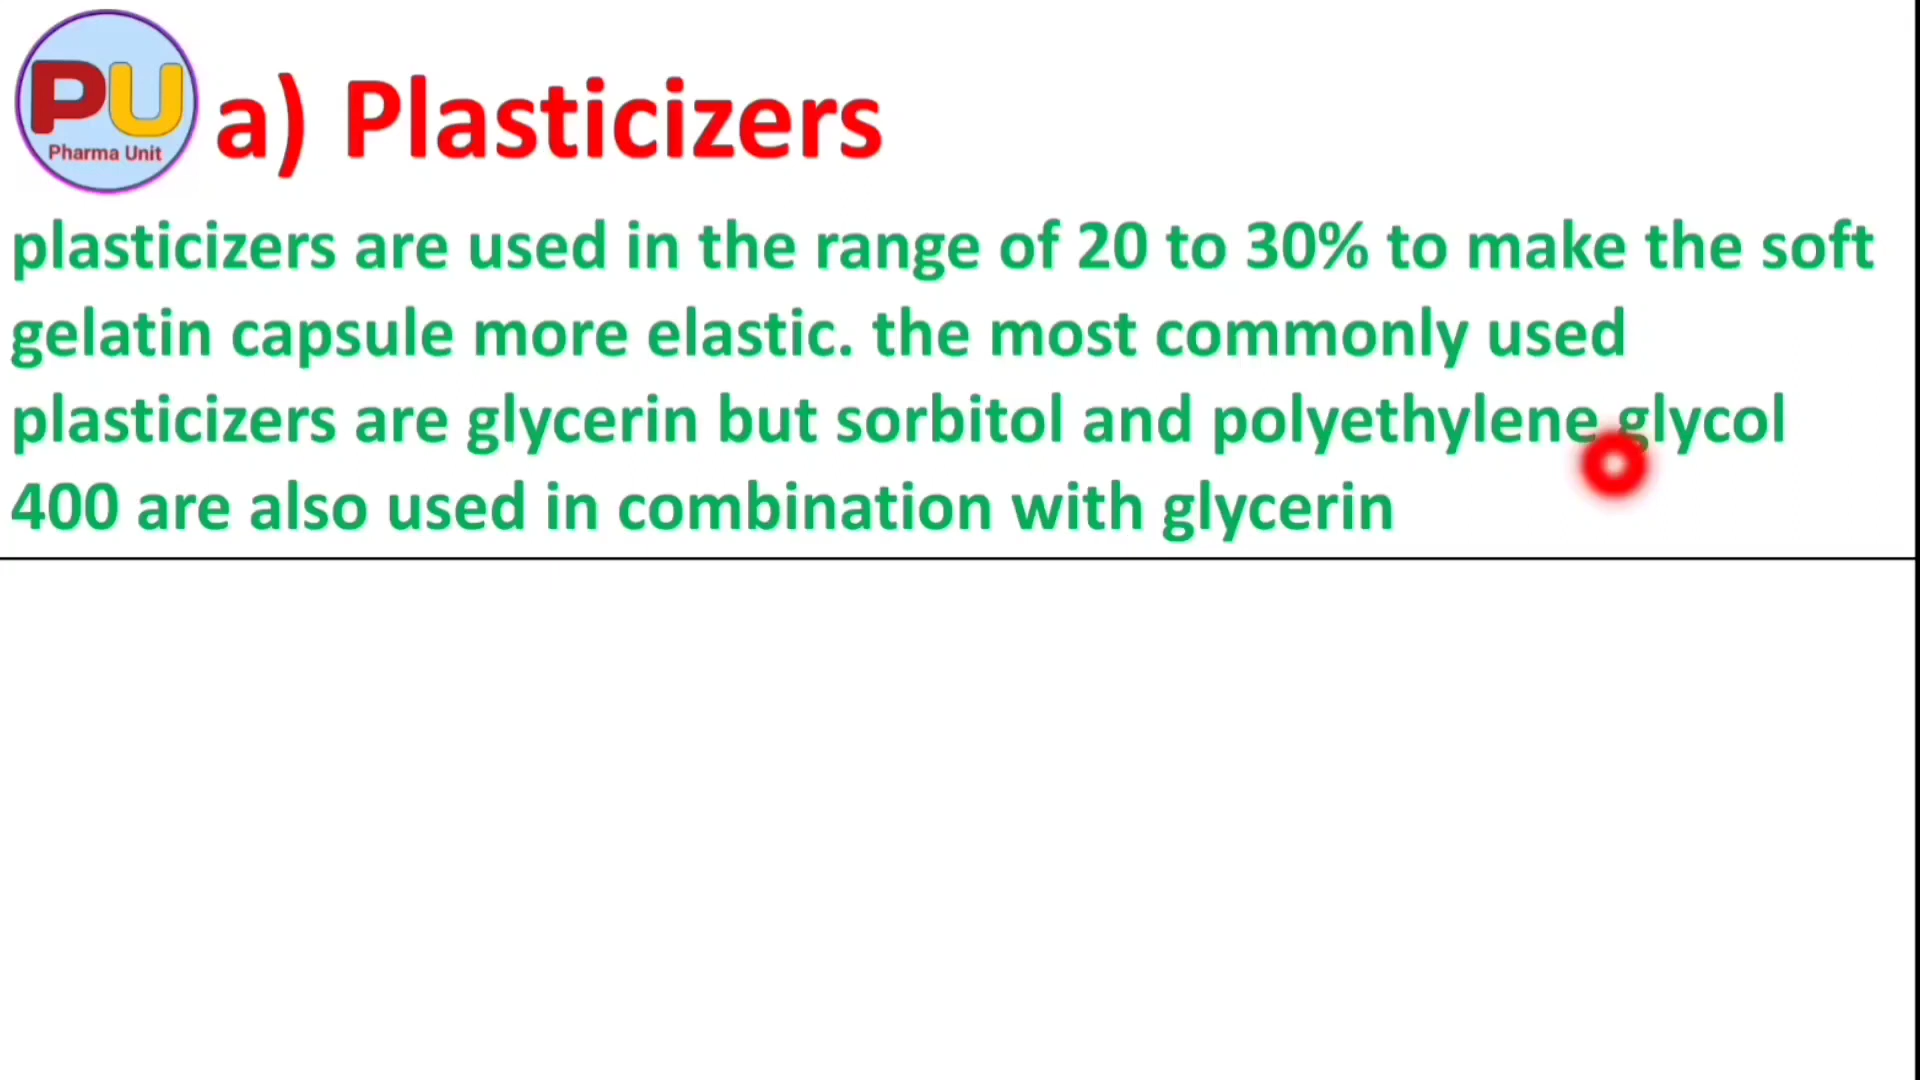 PU
Pharma Unit
a) Plasticizers
plasticizers are used in the range of 20 to 30% to make the soft
gelatin capsule more elastic. the most commonly used
plasticizers are glycerin but sorbitol and polyethylene glycol
400 are also used in combination with glycerin